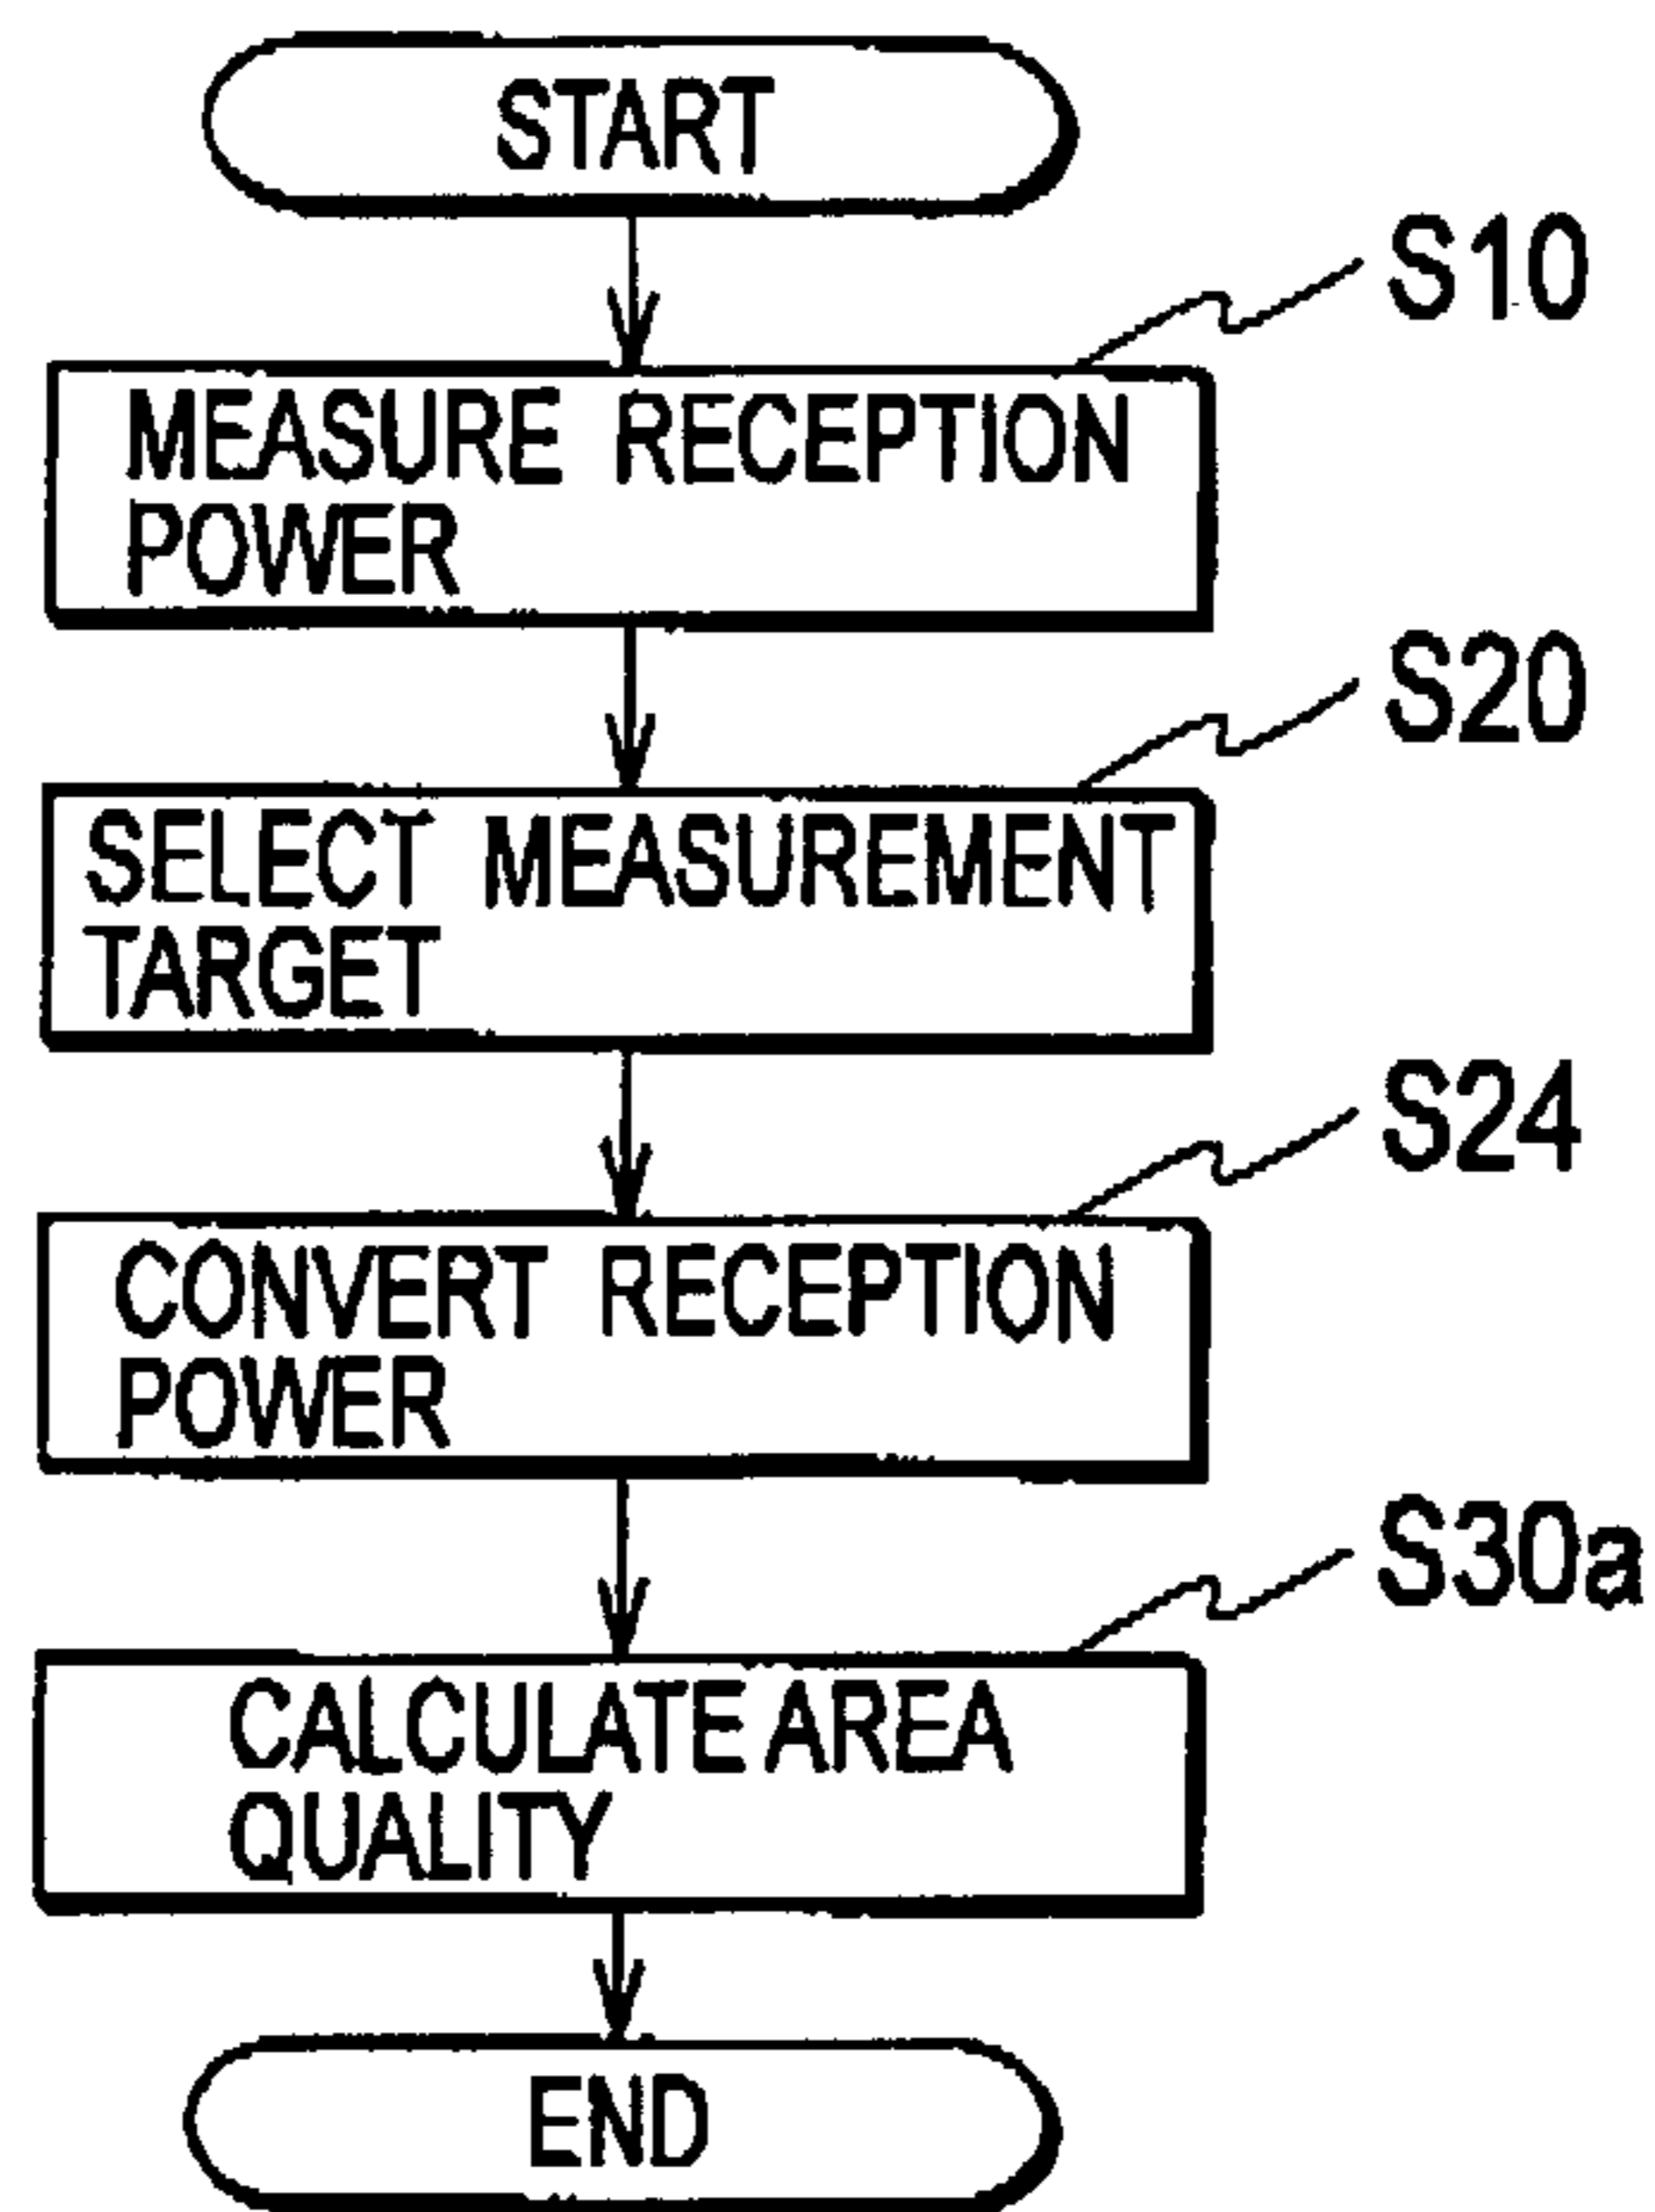 START
S10
MEASURE RECEPTION
POWER
S20
SELECT MEASUREMENT
TARGET
S24
CONVERT RECEPTION
POWER
S30a
CALCULATE AREA
QUALITY
END